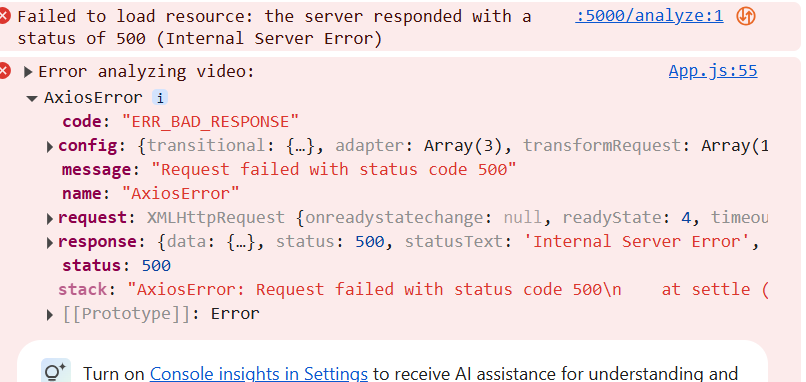 Failed to load resource: the server responded with a :5000/analyze:1
status of 500 (Internal Server Error)
Error analyzing video: App.js:55
AxiosError i
code: "ERR_BAD_RESPONSE"
config: {transitional: {…}, adapter: Array(3), transformRequest: Array(1
message: "Request failed with status code 500"
name: "AxiosError"
request: XMLHttpRequest {onreadystatechange: null, readyState: 4, timeou
response: {data: {…}, status: 500, statusText: 'Internal Server Error',
status: 500
stack: "AxiosError: Request failed with status code 500\n    at settle (
[[Prototype]]: Error
Turn on Console insights in Settings to receive AI assistance for understanding and